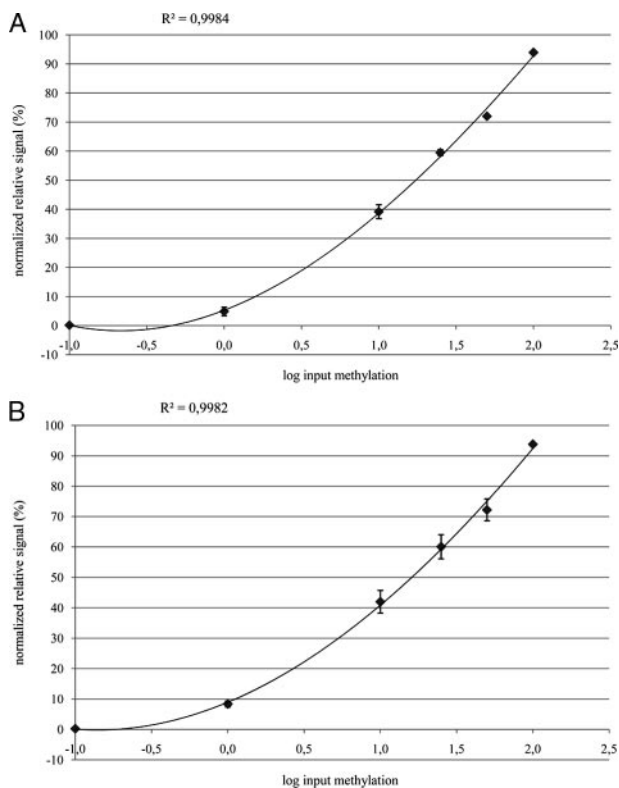 A
R² = 0,9984
100
90
80
70
60
50
40
30
20
10
0
-10
normalized relative signal (%)
-1,0 -0,5 0,0 0,5 1,0 1,5 2,0 2,5
log input methylation
B
R² = 0,9982
100
90
80
70
60
50
40
30
20
10
0
-10
normalized relative signal (%)
-1,0 -0,5 0,0 0,5 1,0 1,5 2,0 2,5
log input methylation